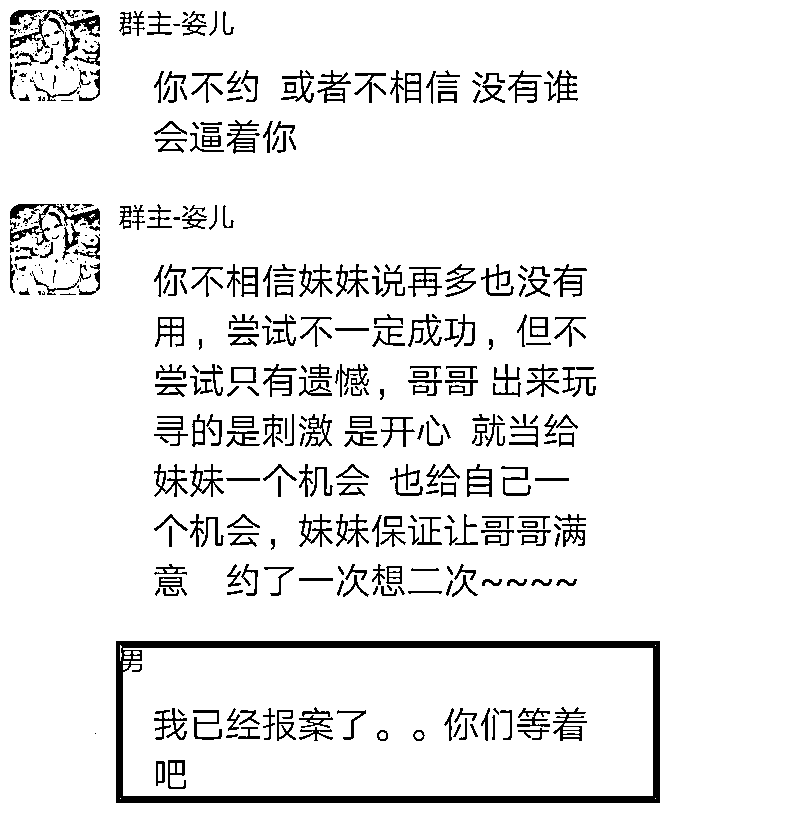 群主-姿儿
你不约 或者不相信 没有谁
会逼着你
群主-姿儿
你不相信妹妹说再多也没有
用，尝试不一定成功，但不
尝试只有遗憾，哥哥 出来玩
寻的是刺激 是开心 就当给
妹妹一个机会 也给自己一
个机会，妹妹保证让哥哥满
意 约了一次想二次~~~~
男
我已经报案了。。你们等着
吧